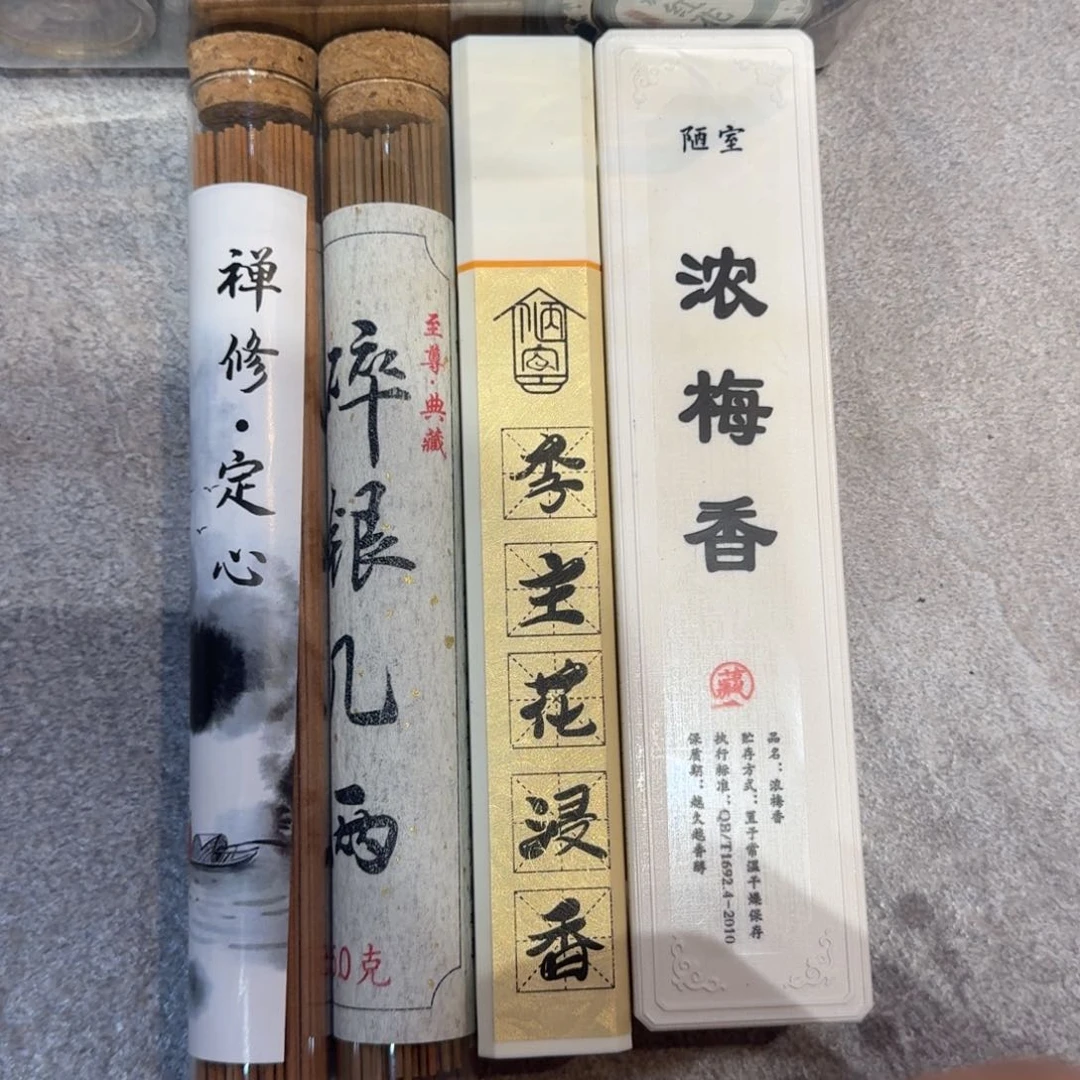 禅修·定心
至尊·典藏
碎银几两
50克
陋室
李主花浸香
陋室
浓梅香
藏
品名：浓梅香
贮存方式：置于常温干燥保存
执行标准：QB/T1692.4-2010
保质期：越久越香醇